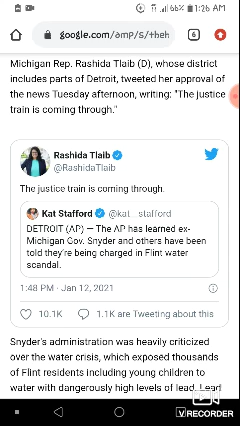 66% 1:26 AM
google.com/amp/s/theh
6
Michigan Rep. Rashida Tlaib (D), whose district
includes parts of Detroit, tweeted her approval of
the news Tuesday afternoon, writing: "The justice
train is coming through."
Rashida Tlaib
@RashidaTlaib
The justice train is coming through.
Kat Stafford @kat__stafford
DETROIT (AP) — The AP has learned ex-
Michigan Gov. Snyder and others have been
told they're being charged in Flint water
scandal.
1:48 PM · Jan 12, 2021
10.1K 1.1K are Tweeting about this
Snyder's administration was heavily criticized
over the water crisis, which exposed thousands
of Flint residents including young children to
water with dangerously high levels of lead. Lead
VRECORDER